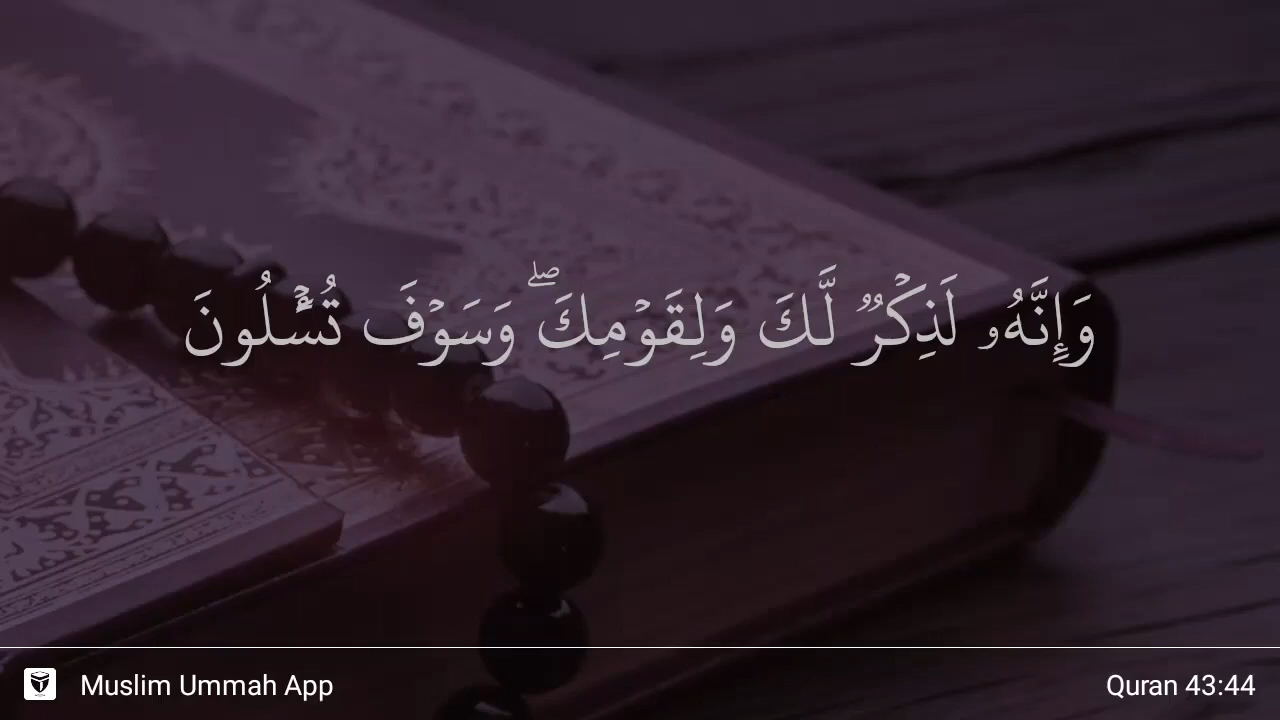 وَإِنَّهُۥ لَذِكْرٌۭ لَّكَ وَلِقَوْمِكَ ۖ وَسَوْفَ تُسْـَٔلُونَ
Muslim Ummah App
Quran 43:44